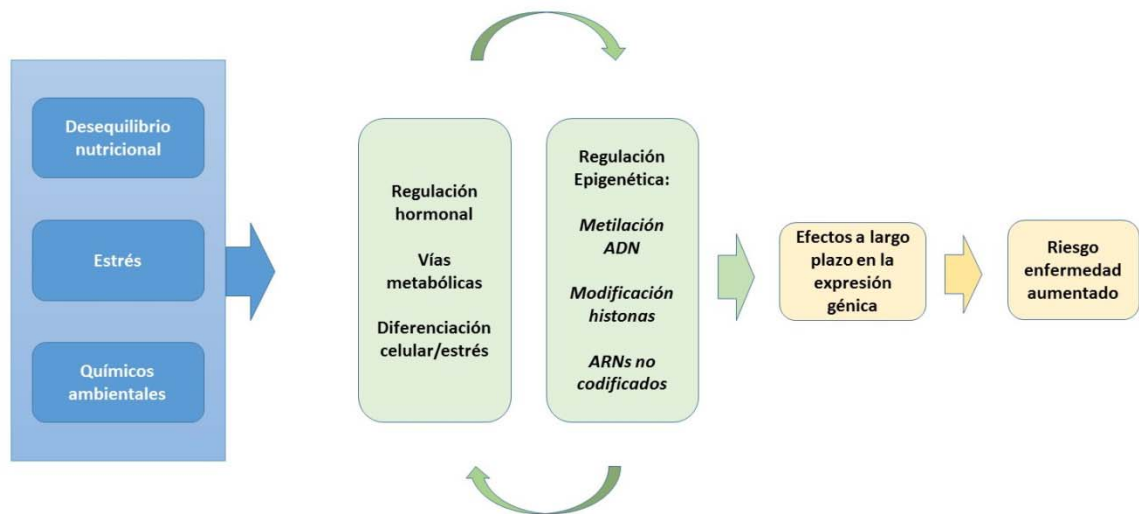 Desequilibrio
nutricional
Estrés
Químicos
ambientales
Regulación
hormonal
Vías
metabólicas
Diferenciación
celular/estrés
Regulación
Epigenética:
Metilación
ADN
Modificación
histonas
ARNs no
codificados
Efectos a largo
plazo en la
expresión
génica
Riesgo
enfermedad
aumentado